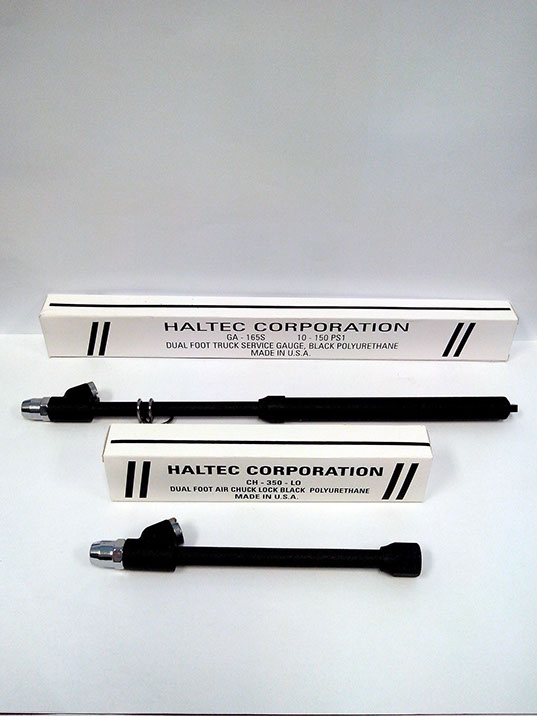 HALTEC CORPORATION
GA - 165S 10 - 150 PS1
DUAL FOOT TRUCK SERVICE GAUGE, BLACK POLYURETHANE
MADE IN U.S.A.
HALTEC CORPORATION
CH - 350 - LO
DUAL FOOT AIR CHUCK LOCK BLACK POLYURETHANE
MADE IN U.S.A.